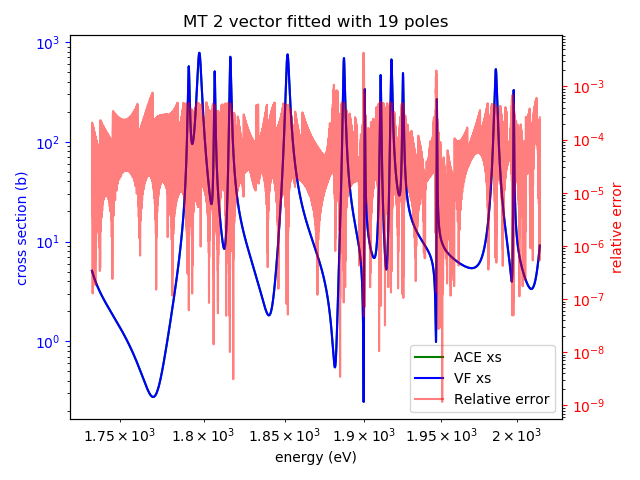 MT 2 vector fitted with 19 poles
10³
10²
10¹
10⁰
cross section (b)
10⁻³
10⁻⁴
10⁻⁵
10⁻⁶
10⁻⁷
10⁻⁸
10⁻⁹
relative error
ACE xs
VF xs
Relative error
1.75 × 10³ 1.8 × 10³ 1.85 × 10³ 1.9 × 10³ 1.95 × 10³ 2 × 10³
energy (eV)